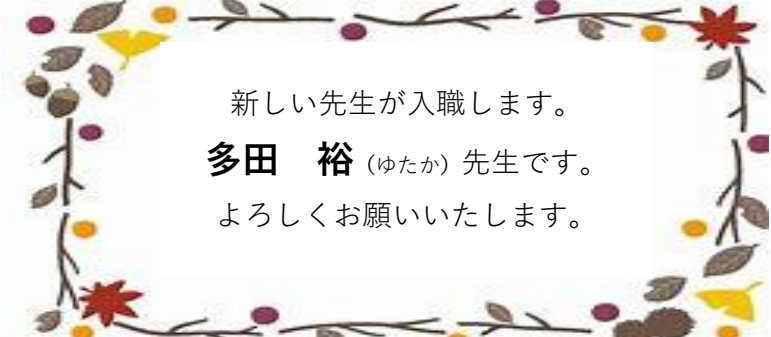 新しい先生が入職します。
多田　裕（ゆたか）先生です。
よろしくお願いいたします。